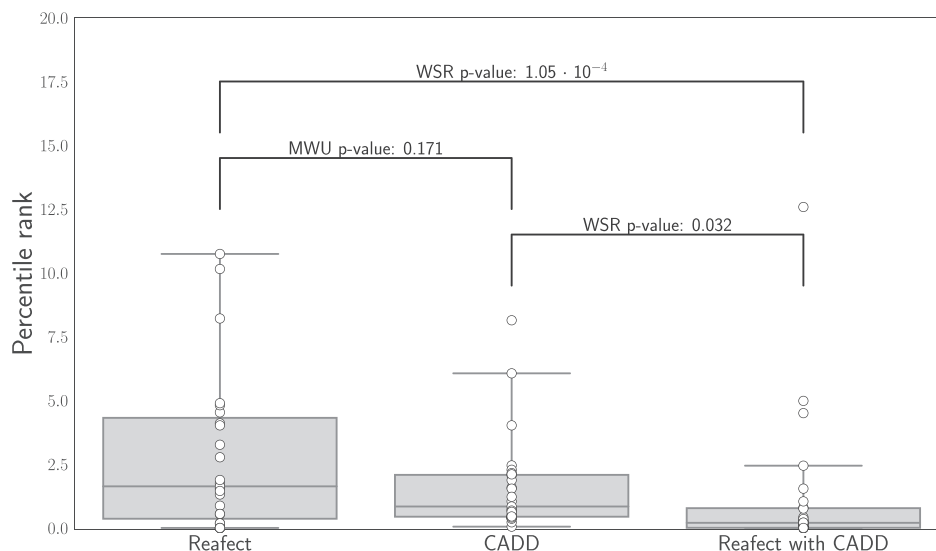 20.0
WSR p-value: 1.05 · 10⁻⁴
17.5
15.0
MWU p-value: 0.171
12.5
WSR p-value: 0.032
10.0
7.5
5.0
2.5
0.0
Percentile rank
Reafect
CADD
Reafect with CADD